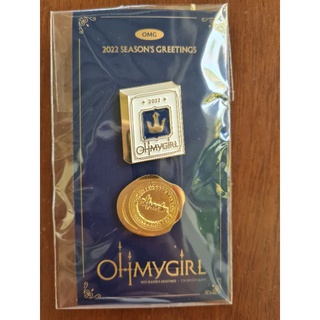 OMG
2022 SEASON'S GREETINGS
2022
OHMYGIRL
OHMYGIRL